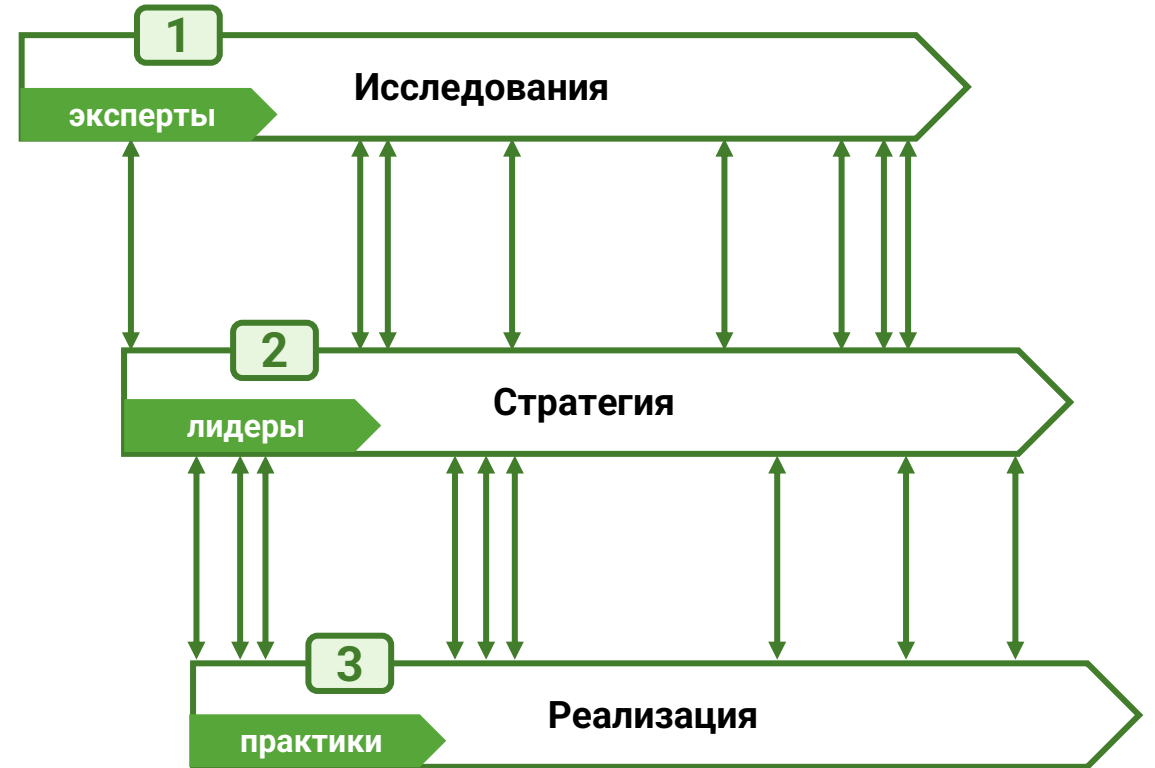 1
Исследования
эксперты
2
Стратегия
лидеры
3
Реализация
практики